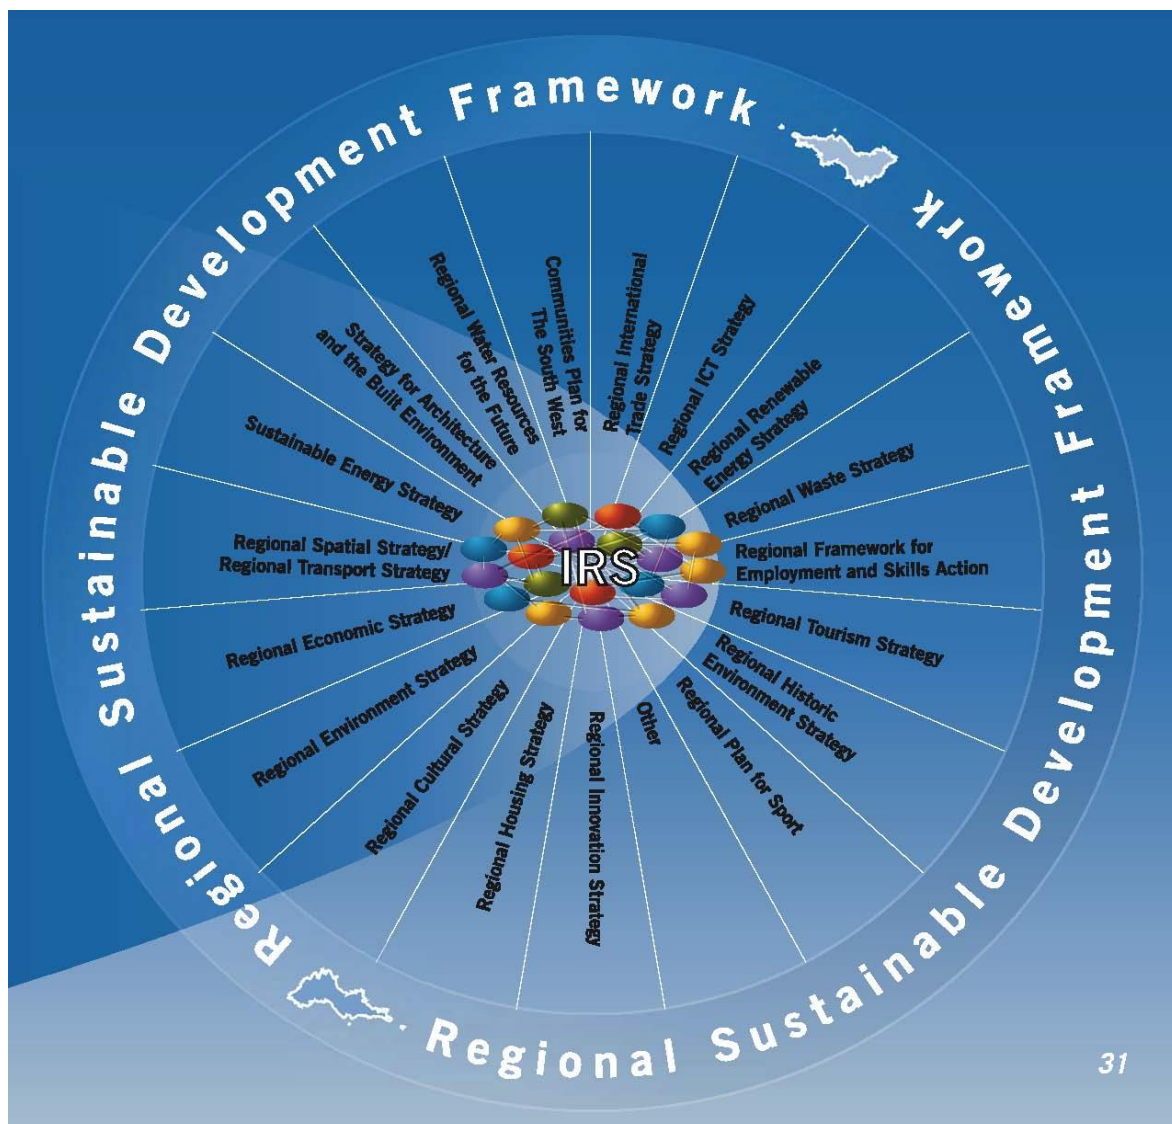 Regional Sustainable Development Framework
Regional Sustainable Development Framework
Communities Plan for
The South West
Regional International
Trade Strategy
Regional ICT Strategy
Regional Renewable
Energy Strategy
Regional Waste Strategy
Regional Framework for
Employment and Skills Action
Regional Tourism Strategy
Regional Historic
Environment Strategy
Regional Plan for Sport
Other
Regional Innovation Strategy
Regional Housing Strategy
Regional Cultural Strategy
Regional Environment Strategy
Regional Economic Strategy
Regional Spatial Strategy/
Regional Transport Strategy
Sustainable Energy Strategy
Strategy for Architecture
and the Built Environment
Regional Water Resources
for the Future
IRS
31